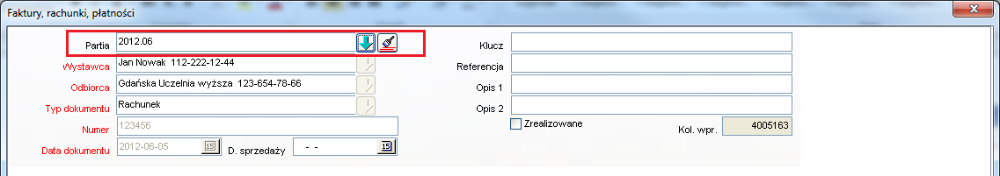 Faktury, rachunki, płatności
Partia 2012.06
Wystawca Jan Nowak 112-222-12-44
Odbiorca Gdańska Uczelnia wyższa 123-654-78-66
Typ dokumentu Rachunek
Numer 123456
Data dokumentu 2012-06-05 15 D. sprzedaży - - 15
Klucz
Referencja
Opis 1
Opis 2
Zrealizowane Kol. wpr. 4005163